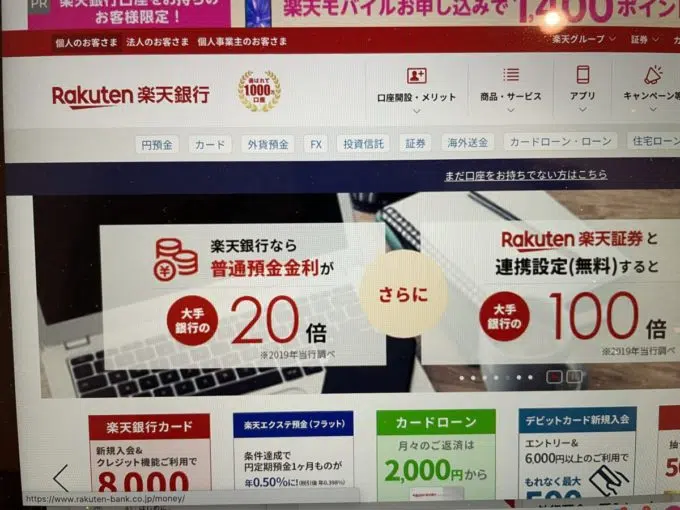 PR
楽天銀行口座をお持ちの
お客様限定!
楽天モバイルお申し込みで1,400ポイン
個人のお客さま 法人のお客さま 個人事業主のお客さま
楽天グループ 証券 カ
Rakuten 楽天銀行
選ばれて
1000万
口座
口座開設・メリット
商品・サービス
アプリ
キャンペーン等
円預金 カード 外貨預金 FX 投資信託 証券 海外送金 カードローン・ローン 住宅ローン
まだ口座をお持ちでない方はこちら
楽天銀行なら
普通預金金利が
大手
銀行の
20倍
※2019年当行調べ
さらに
Rakuten 楽天証券と
連携設定(無料)すると
大手
銀行の
100倍
※2019年当行調べ
楽天銀行カード
新規入会&
クレジット機能ご利用で
8,000
楽天エクステ預金(フラット)
条件達成で
円定期預金1ヶ月ものが
年0.50%に!(税引後 年0.398%)
カードローン
月々のご返済は
2,000円から
デビットカード新規入会
エントリー&
6,000円以上のご利用で
もれなく最大
500
https://www.rakuten-bank.co.jp/money/